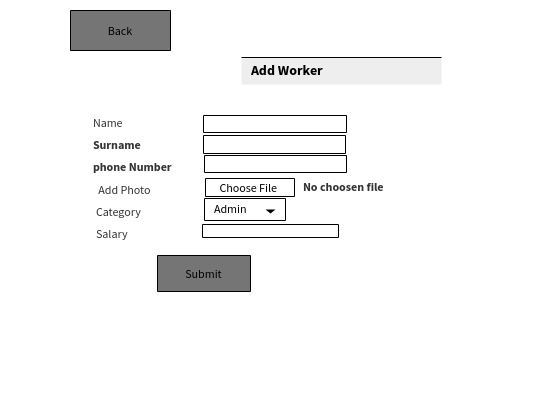 Back
Add Worker
Name
Surname
phone Number
Add Photo
Choose File
No choosen file
Category
Admin
Salary
Submit